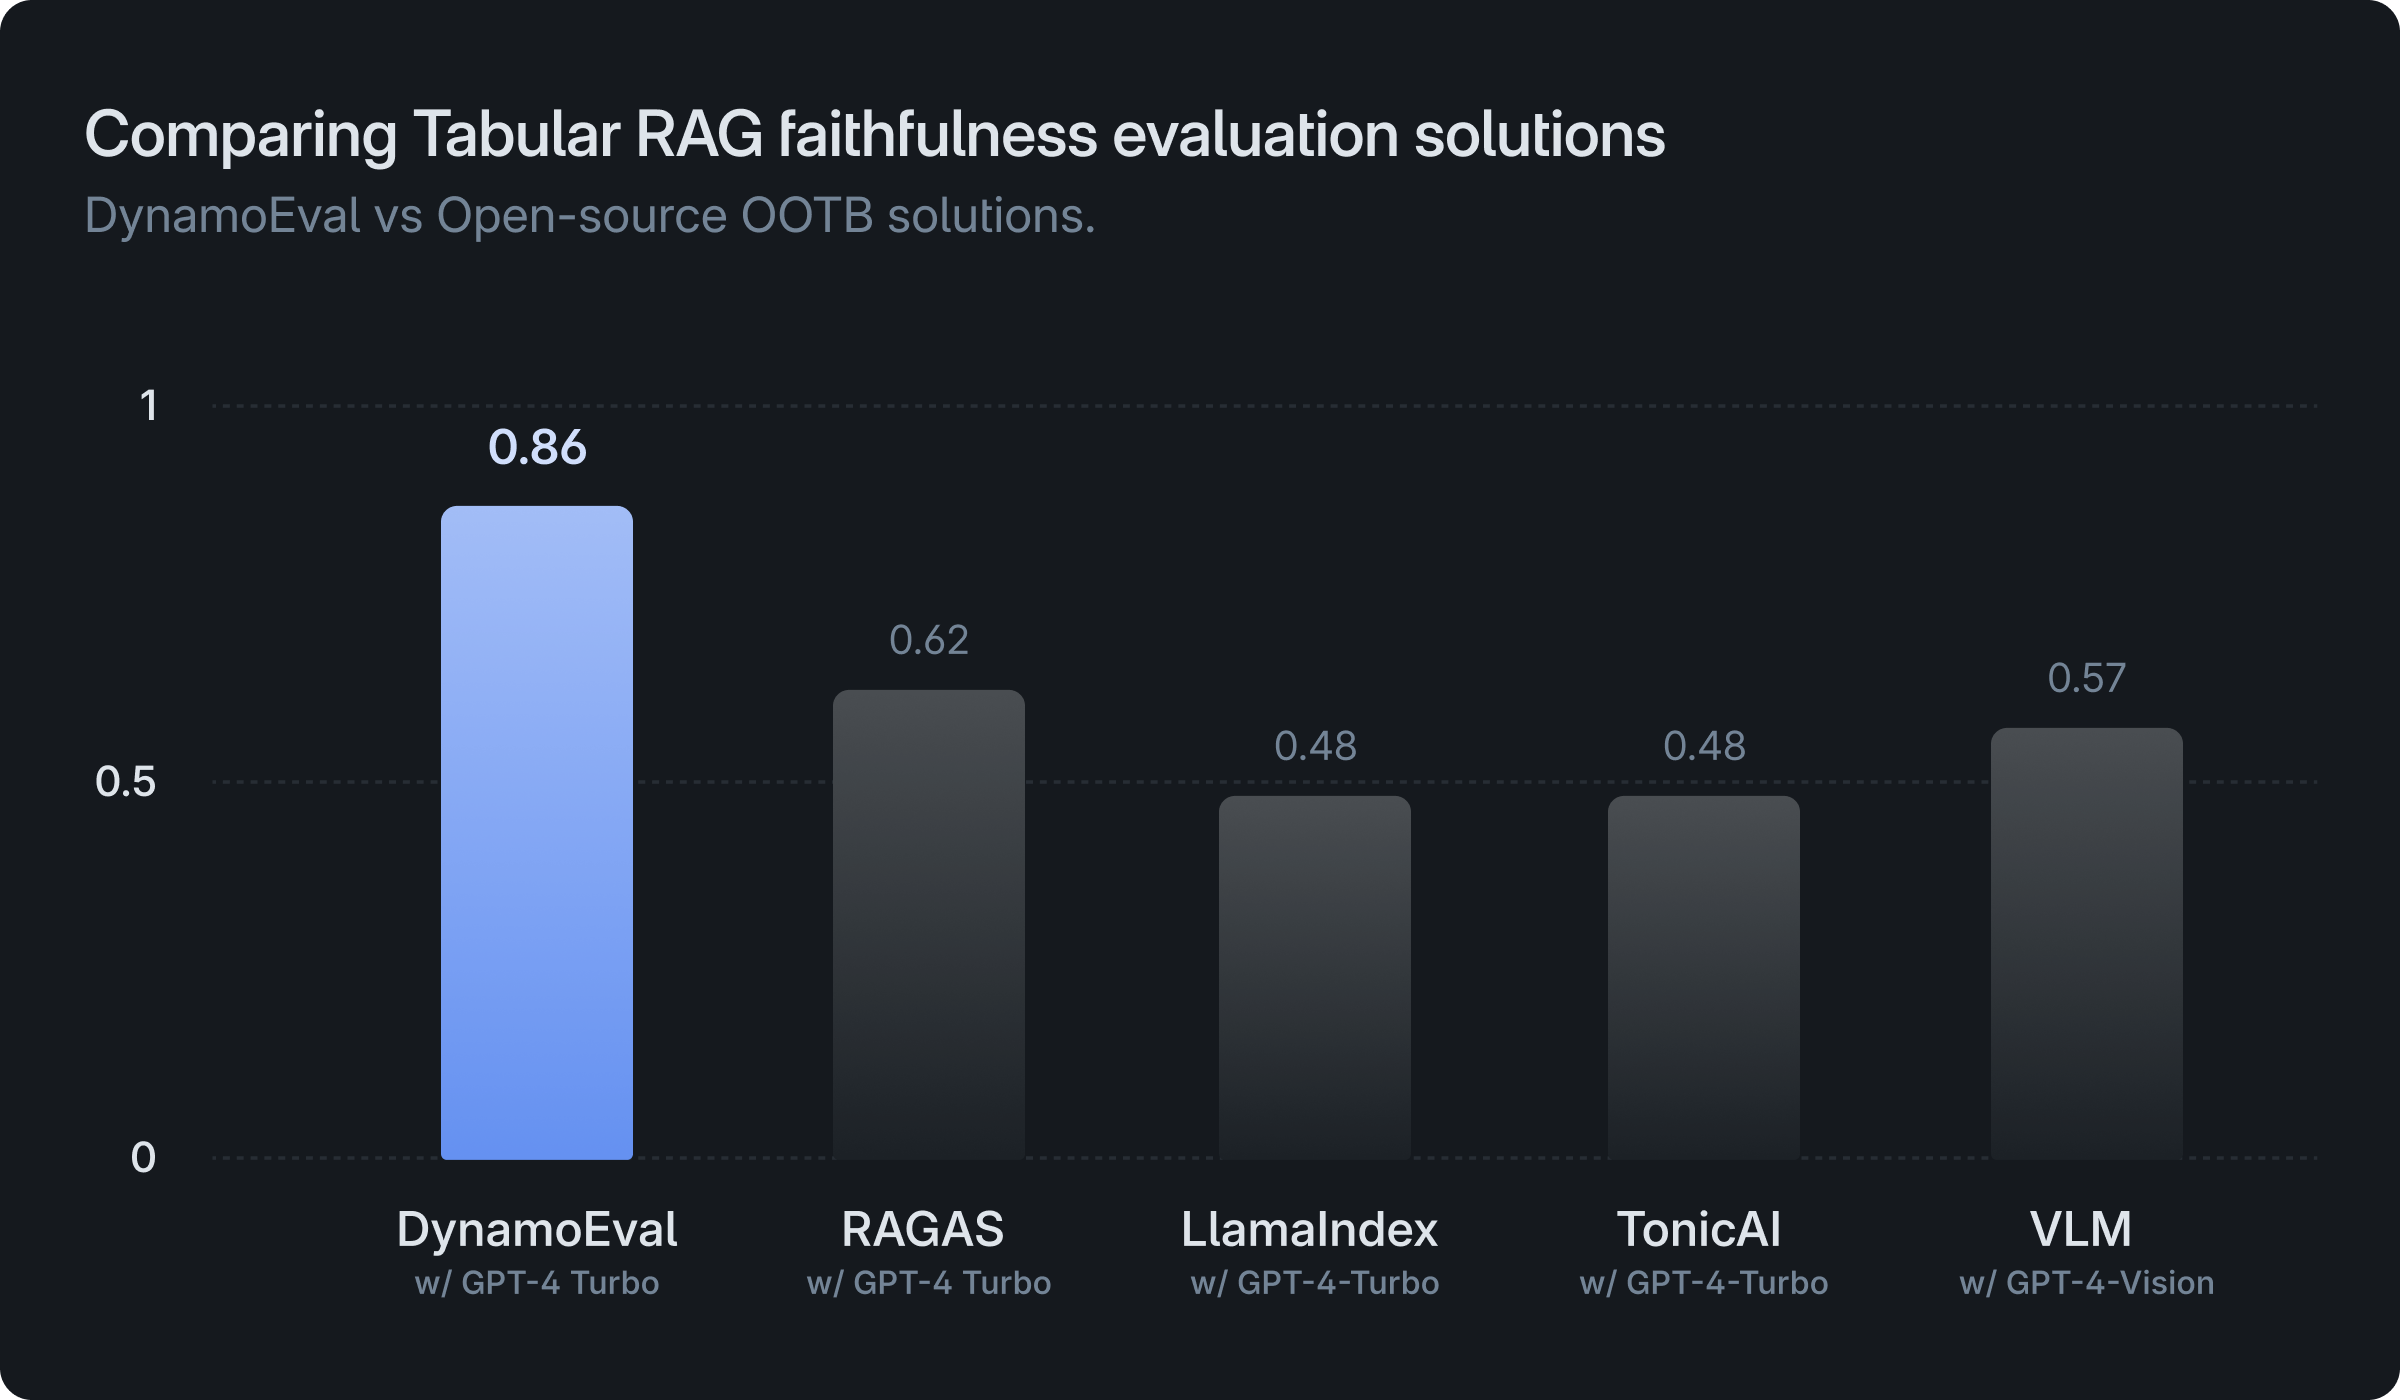 Comparing Tabular RAG faithfulness evaluation solutions
DynamoEval vs Open-source OOTB solutions.
1
0.86
0.62
0.57
0.48
0.48
0.5
0
DynamoEval
RAGAS
LlamaIndex
TonicAI
VLM
w/ GPT-4 Turbo
w/ GPT-4 Turbo
w/ GPT-4-Turbo
w/ GPT-4-Turbo
w/ GPT-4-Vision